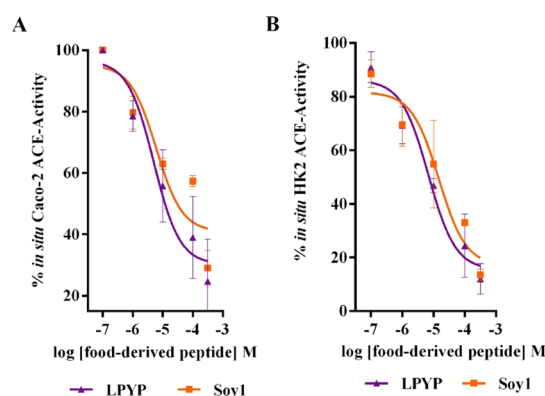 A
% in situ Caco-2 ACE-Activity
100
80
60
40
20
-7 -6 -5 -4 -3
log [food-derived peptide] M
LPYP Soy1
B
% in situ HK2 ACE-Activity
100
80
60
40
20
0
-7 -6 -5 -4 -3
log [food-derived peptide] M
LPYP Soy1